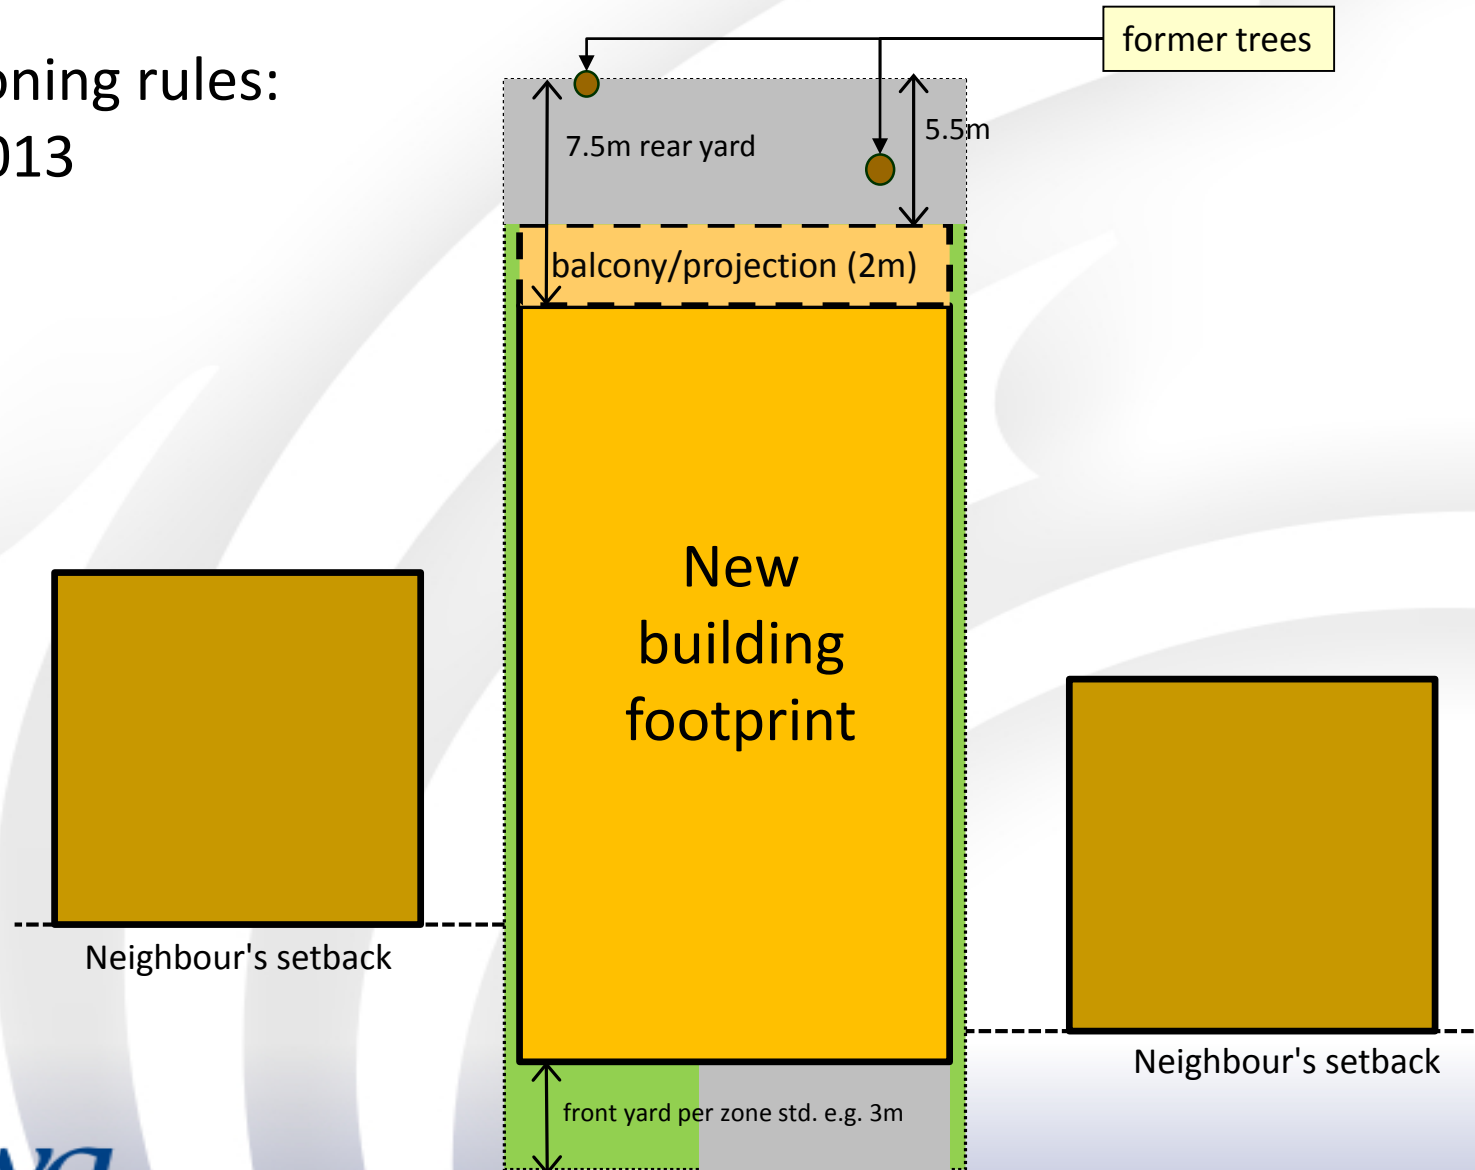 former trees
oning rules:
013
5.5m
7.5m rear yard
balcony/projection (2m)
New
building
footprint
Neighbour's setback
Neighbour's setback
front yard per zone std. e.g. 3m